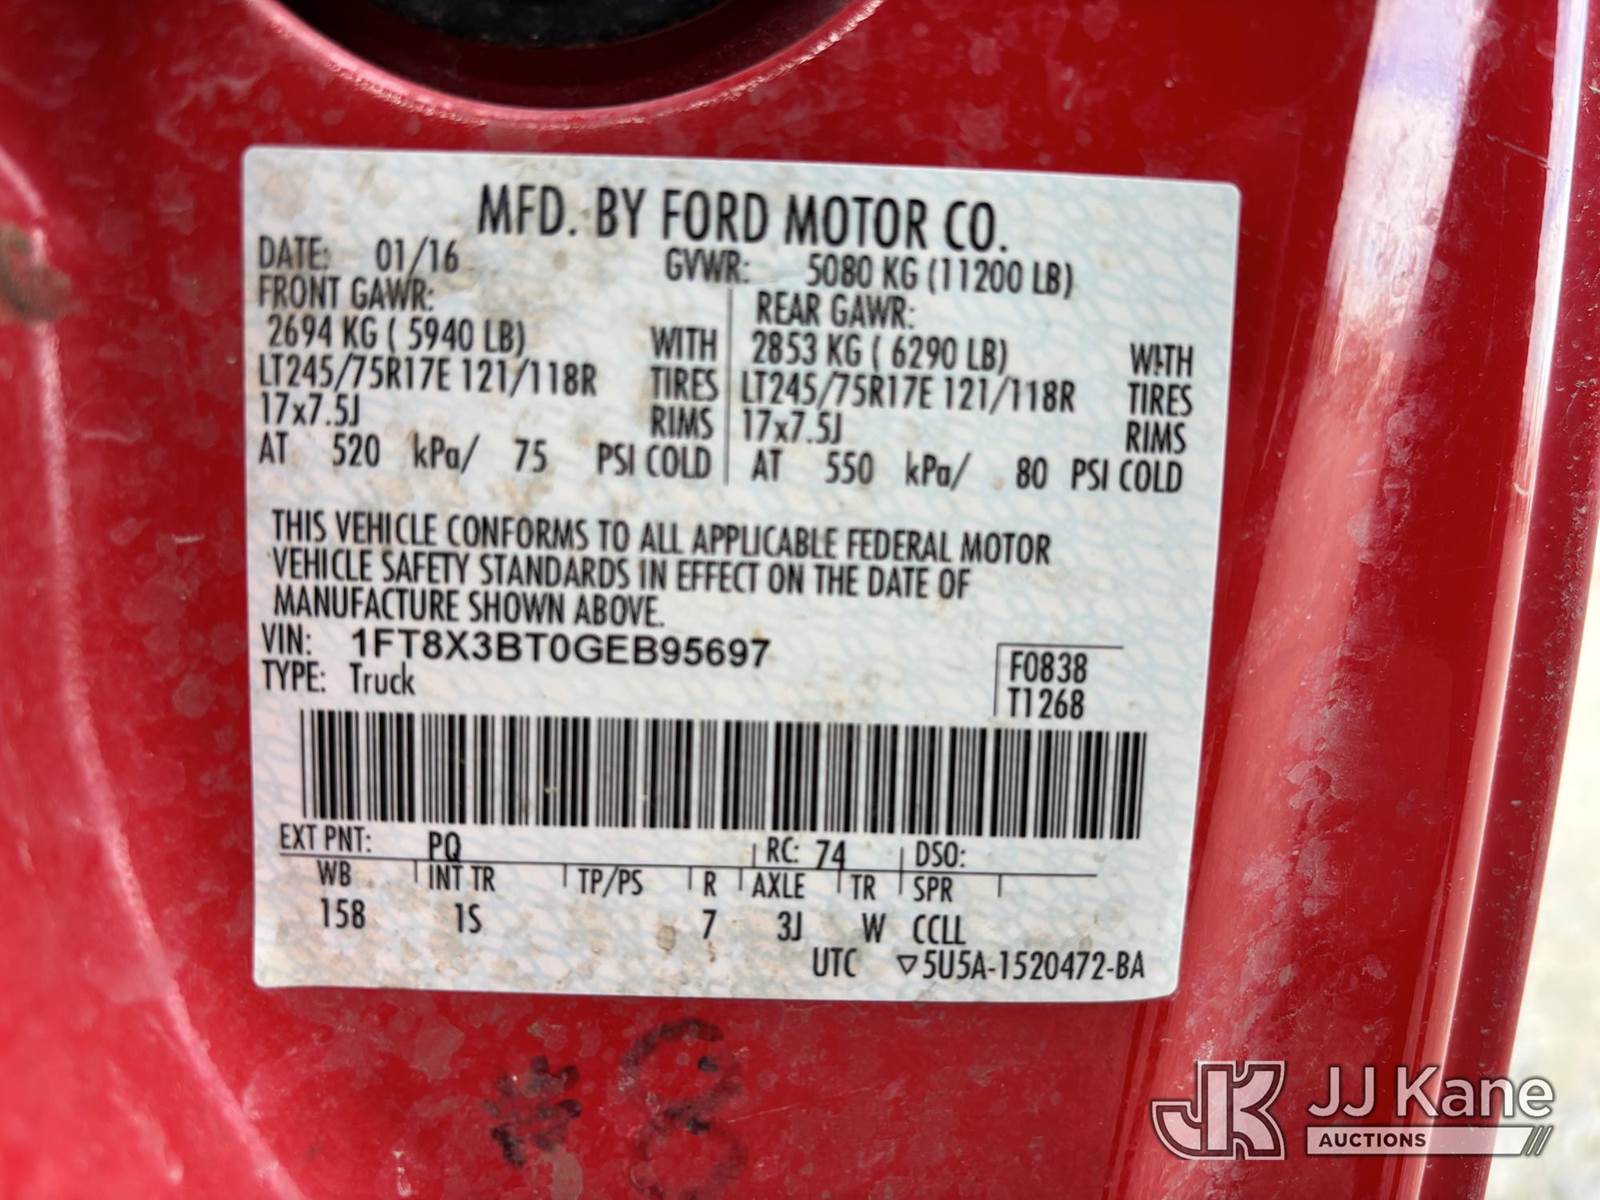 MFD. BY FORD MOTOR CO.
DATE: 01/16 GVWR: 5080 KG (11200 LB)
FRONT GAWR: REAR GAWR:
2694 KG ( 5940 LB) WITH 2853 KG ( 6290 LB) WITH
LT245/75R17E 121/118R TIRES LT245/75R17E 121/118R TIRES
17x7.5J RIMS 17x7.5J RIMS
AT 520 kPa/ 75 PSI COLD AT 550 kPa/ 80 PSI COLD
THIS VEHICLE CONFORMS TO ALL APPLICABLE FEDERAL MOTOR
VEHICLE SAFETY STANDARDS IN EFFECT ON THE DATE OF
MANUFACTURE SHOWN ABOVE.
VIN: 1FT8X3BT0GEB95697
TYPE: Truck
F0838
T1268
EXT PNT: PQ RC: 74 DSO:
WB INT TR TP/PS R AXLE TR SPR
158 1S 7 3J W CCLL
UTC ▽5U5A-1520472-BA
#8
JK JJ Kane
AUCTIONS